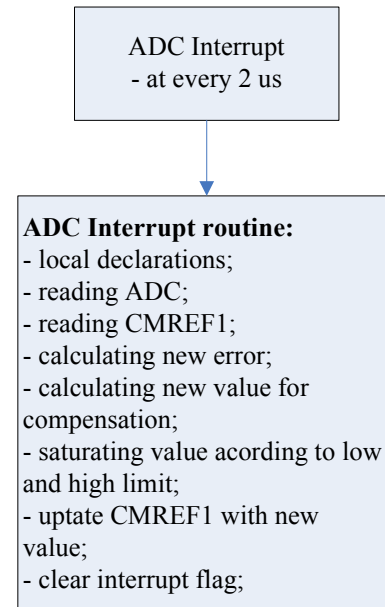 ADC Interrupt
- at every 2 us
ADC Interrupt routine:
- local declarations;
- reading ADC;
- reading CMREF1;
- calculating new error;
- calculating new value for
compensation;
- saturating value acording to low
and high limit;
- uptate CMREF1 with new
value;
- clear interrupt flag;